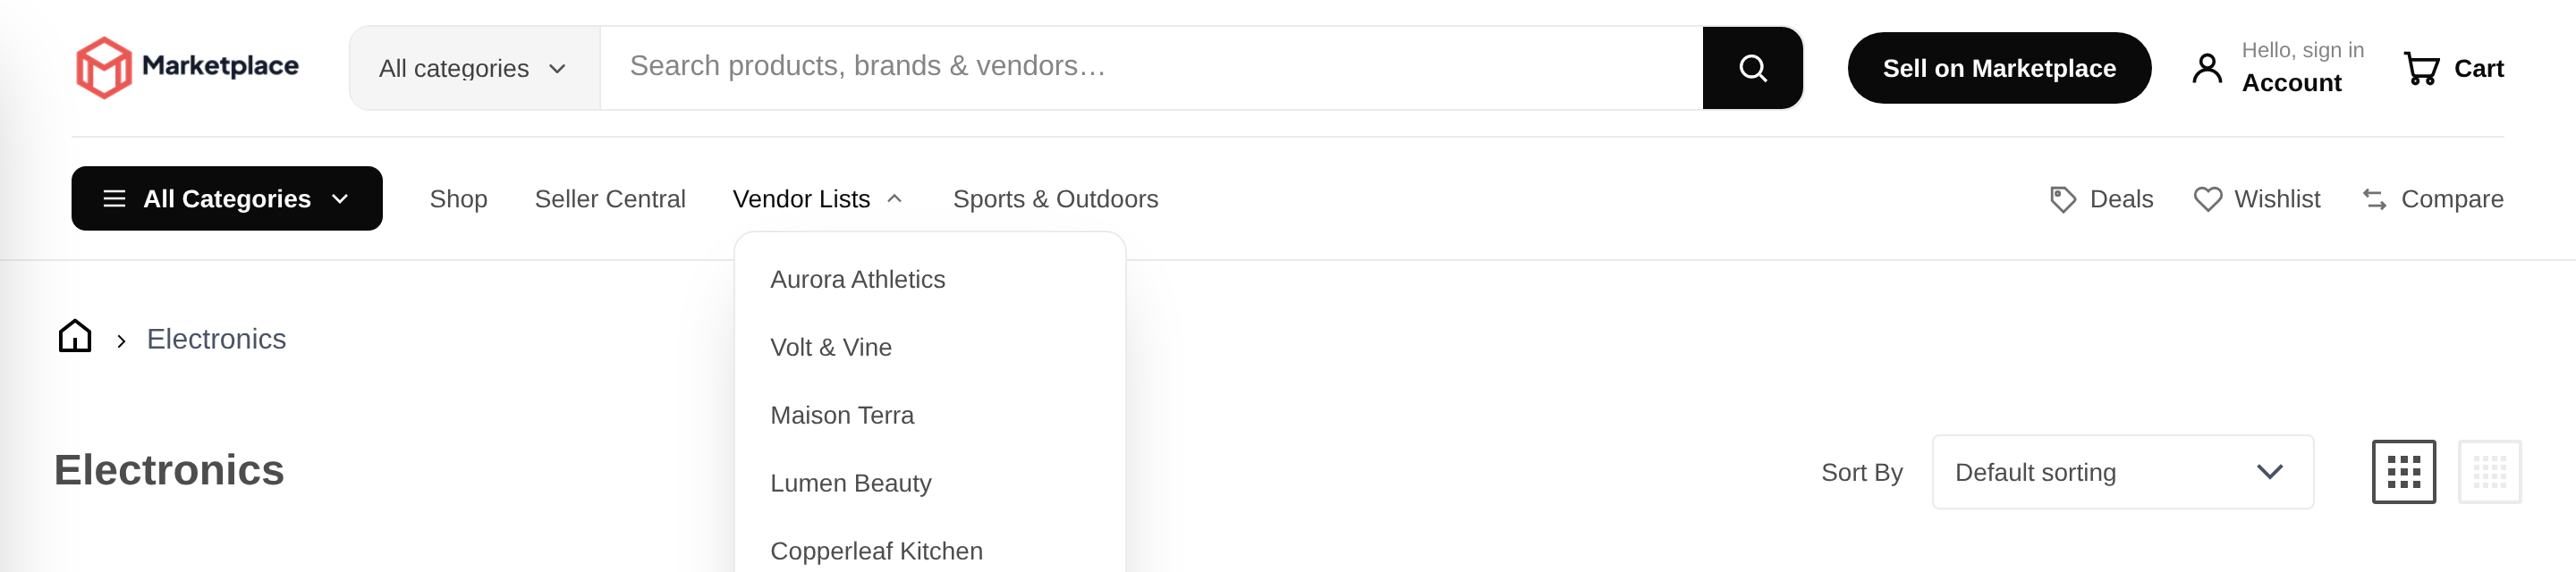 Marketplace
All categories
Search products, brands & vendors…
Sell on Marketplace
Hello, sign in
Account
Cart
All Categories
Shop
Seller Central
Vendor Lists
Sports & Outdoors
Deals
Wishlist
Compare
Aurora Athletics
Volt & Vine
Maison Terra
Lumen Beauty
Copperleaf Kitchen
Electronics
Electronics
Sort By
Default sorting